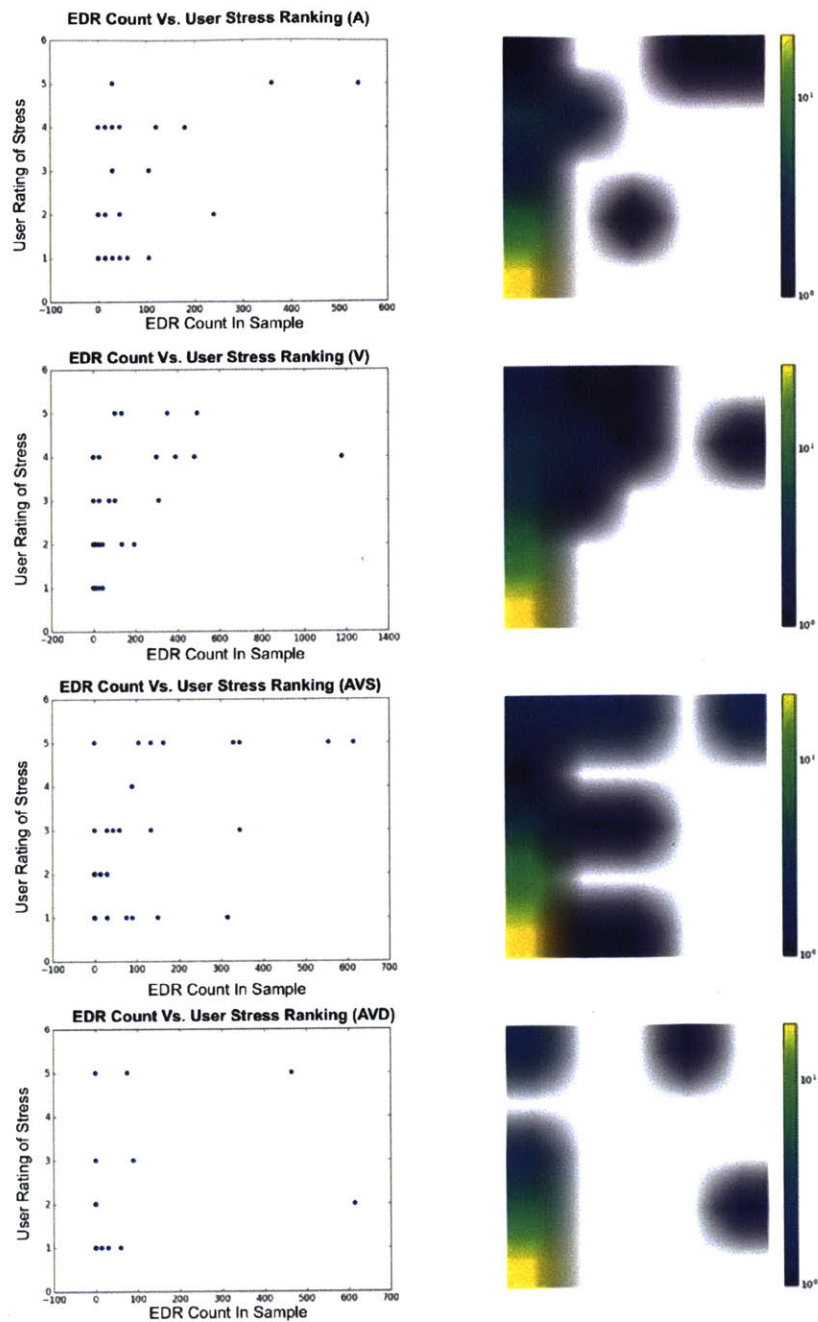 EDR Count Vs. User Stress Ranking (A)
6
5
4
3
2
1
0
User Rating of Stress
-100 0 100 200 300 400 500 600
EDR Count In Sample
10¹
10⁰
EDR Count Vs. User Stress Ranking (V)
6
5
4
3
2
1
0
User Rating of Stress
-200 0 200 400 600 800 1000 1200 1400
EDR Count In Sample
10¹
10⁰
EDR Count Vs. User Stress Ranking (AVS)
6
5
4
3
2
1
0
User Rating of Stress
-100 0 100 200 300 400 500 600 700
EDR Count In Sample
10¹
10⁰
EDR Count Vs. User Stress Ranking (AVD)
6
5
4
3
2
1
0
User Rating of Stress
-100 0 100 200 300 400 500 600 700
EDR Count In Sample
10¹
10⁰